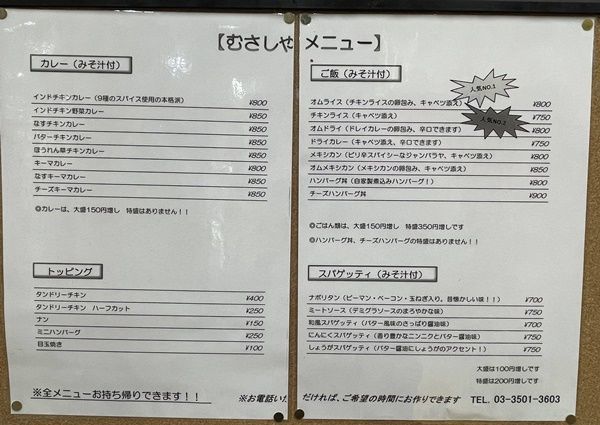 【むさしや メニュー】
カレー（みそ汁付）
インドチキンカレー（9種のスパイス使用の本格派） ¥800
インドチキン野菜カレー ¥850
なすチキンカレー ¥850
バターチキンカレー ¥850
ほうれん草チキンカレー ¥850
キーマカレー ¥800
なすキーマカレー ¥850
チーズキーマカレー ¥850
◎カレーは、大盛150円増し 特盛はありません！！
トッピング
タンドリーチキン ¥400
タンドリーチキン ハーフカット ¥250
ナン ¥150
ミニハンバーグ ¥250
目玉焼き ¥100
※全メニューお持ち帰りできます！！
ご飯（みそ汁付）
人気NO.1
オムライス（チキンライスの卵包み、キャベツ添え） ¥800
チキンライス（キャベツ添え） ¥750
人気NO.2
オムドライ（ドレイカレーの卵包み、辛口できます） ¥800
ドライカレー（キャベツ添え、辛口できます） ¥750
メキシカン（ピリ辛スパイシーなジャンバラヤ、キャベツ添え） ¥800
オムメキシカン（メキシカンの卵包み、キャベツ添え） ¥850
ハンバーグ丼（自家製煮込みハンバーグ！） ¥800
チーズハンバーグ丼 ¥900
◎ごはん類は、大盛150円増し 特盛350円増しです
◎ハンバーグ丼、チーズハンバーグの特盛はありません！！
スパゲッティ（みそ汁付）
ナポリタン（ピーマン・ベーコン・玉ねぎ入り。昔懐かしい味！！） ¥700
ミートソース（デミグラソースのまろやかな味） ¥750
和風スパゲッティ（バター風味のさっぱり醤油味） ¥700
にんにくスパゲッティ（香り豊かなニンニクとバター醤油味） ¥750
しょうがスパゲッティ（バター醤油にしょうがのアクセント！） ¥750
大盛は100円増しです
特盛は200円増しです
※お電話いただければ、ご希望の時間にお作りできます TEL. 03-3501-3603